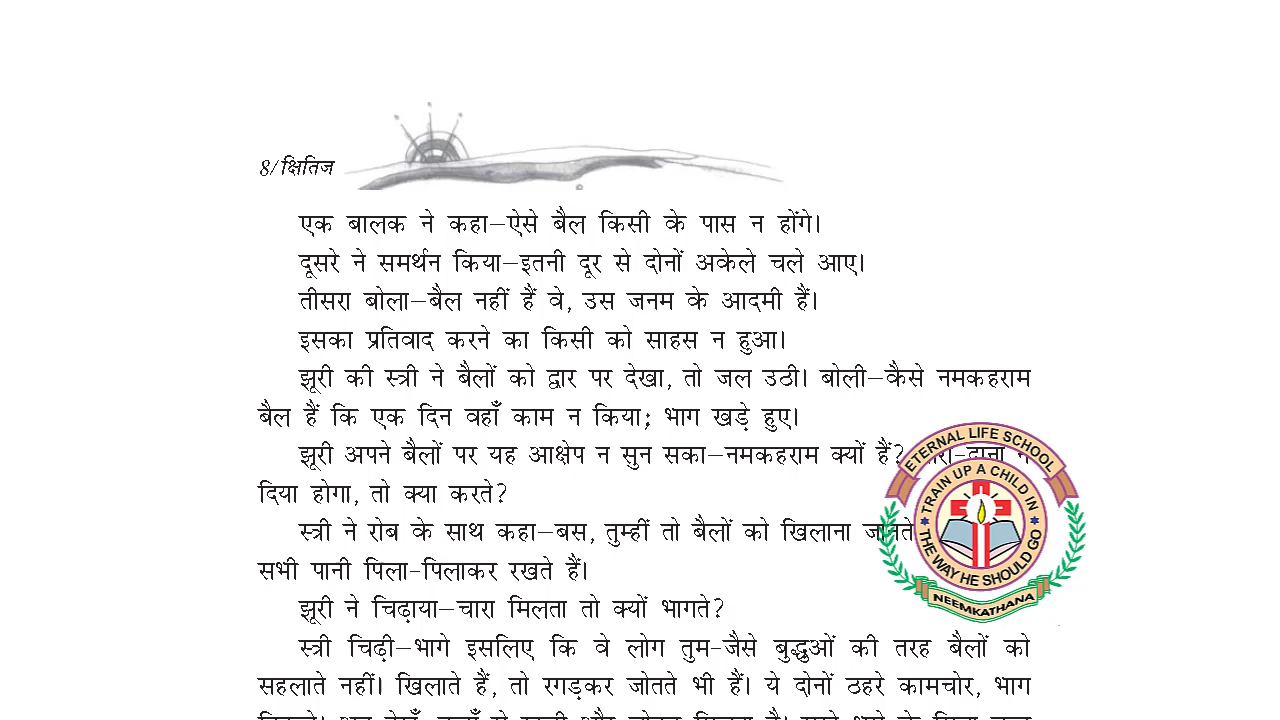 8/क्षितिज
एक बालक ने कहा–ऐसे बैल किसी के पास न होंगे।
दूसरे ने समर्थन किया–इतनी दूर से दोनों अकेले चले आए।
तीसरा बोला–बैल नहीं हैं वे, उस जनम के आदमी हैं।
इसका प्रतिवाद करने का किसी को साहस न हुआ।
झूरी की स्त्री ने बैलों को द्वार पर देखा, तो जल उठी। बोली–कैसे नमकहराम
बैल हैं कि एक दिन वहाँ काम न किया; भाग खड़े हुए।
झूरी अपने बैलों पर यह आक्षेप न सुन सका–नमकहराम क्यों हैं?
दिया होगा, तो क्या करते?
स्त्री ने रोब के साथ कहा–बस, तुम्हीं तो बैलों को खिलाना जानते
सभी पानी पिला-पिलाकर रखते हैं।
झूरी ने चिढ़ाया–चारा मिलता तो क्यों भागते?
स्त्री चिढ़ी–भागे इसलिए कि वे लोग तुम-जैसे बुद्धुओं की तरह बैलों को
सहलाते नहीं। खिलाते हैं, तो रगड़कर जोतते भी हैं। ये दोनों ठहरे कामचोर, भाग
ETERNAL LIFE SCHOOL
TRAIN UP A CHILD IN
THE WAY HE SHOULD GO
NEEMKATHANA